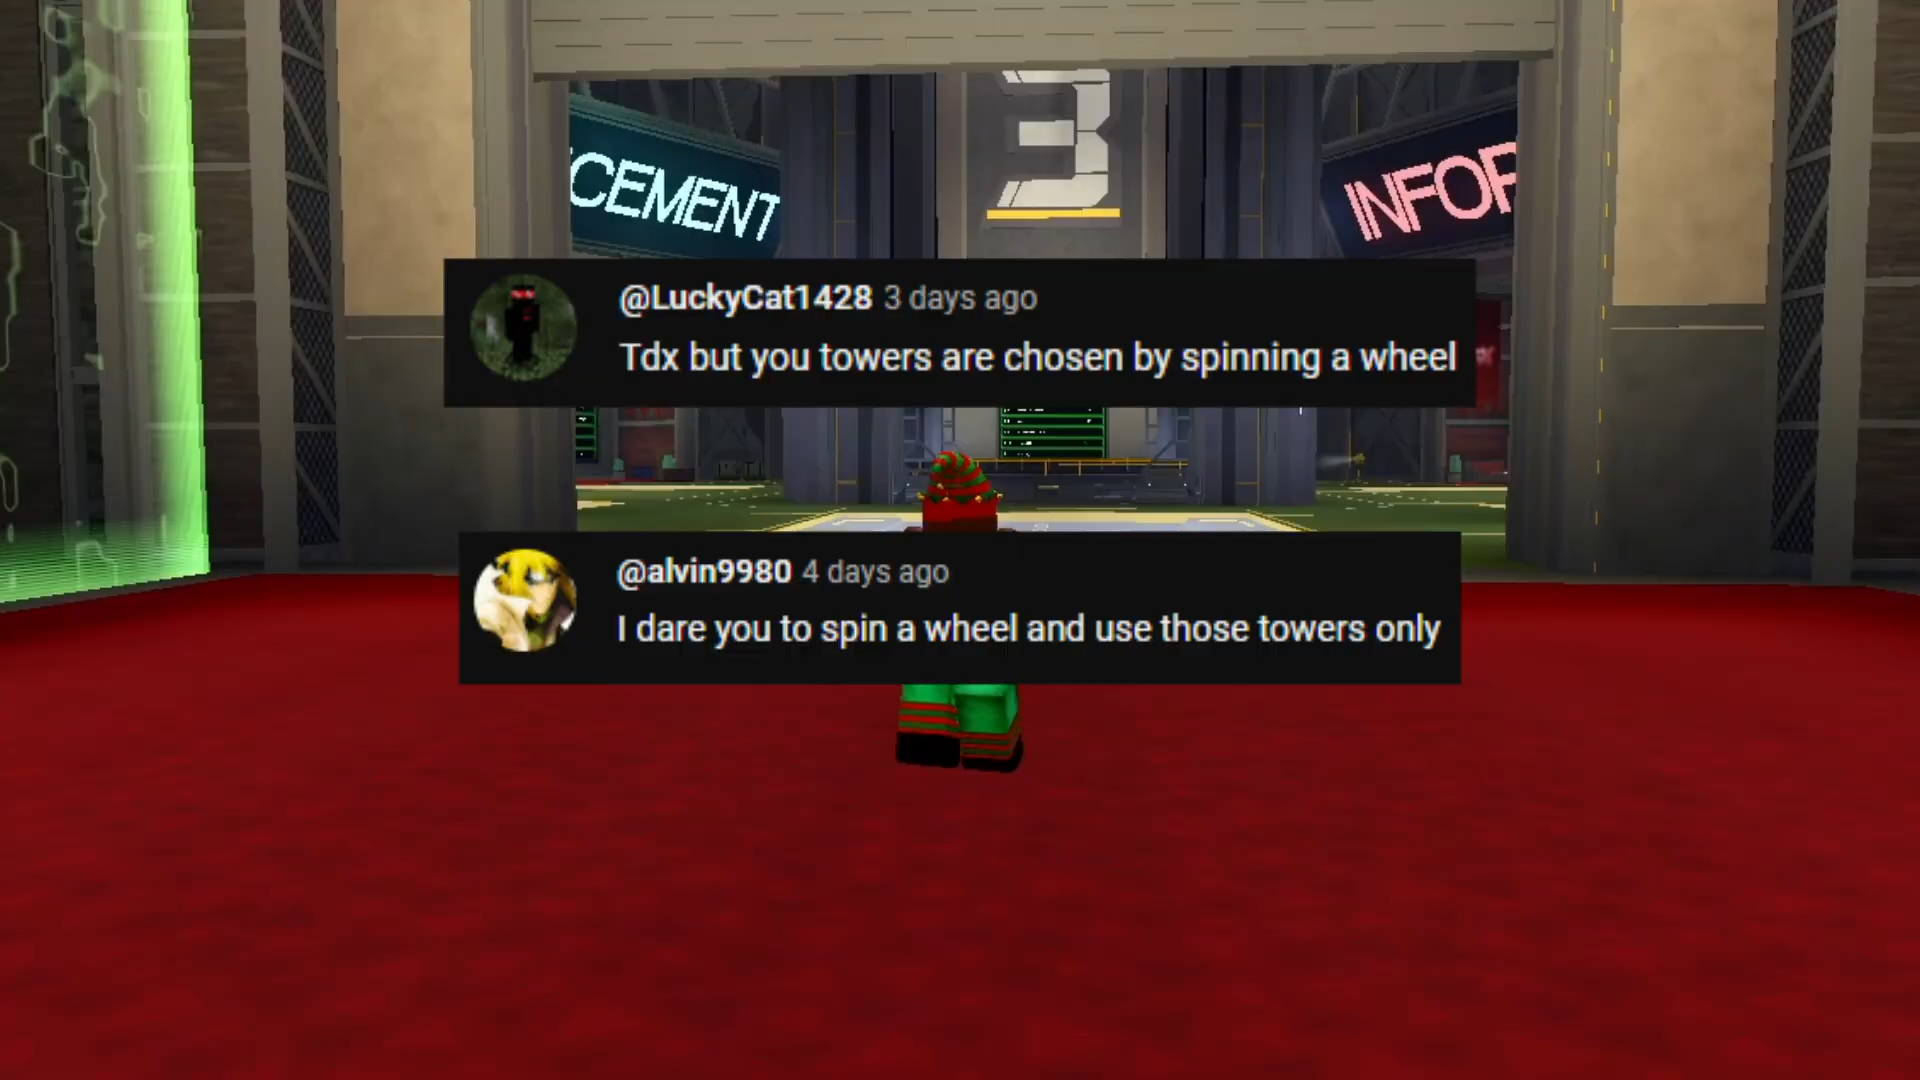 CEMENT
3
INFOR
@LuckyCat1428 3 days ago
Tdx but you towers are chosen by spinning a wheel
@alvin9980 4 days ago
I dare you to spin a wheel and use those towers only